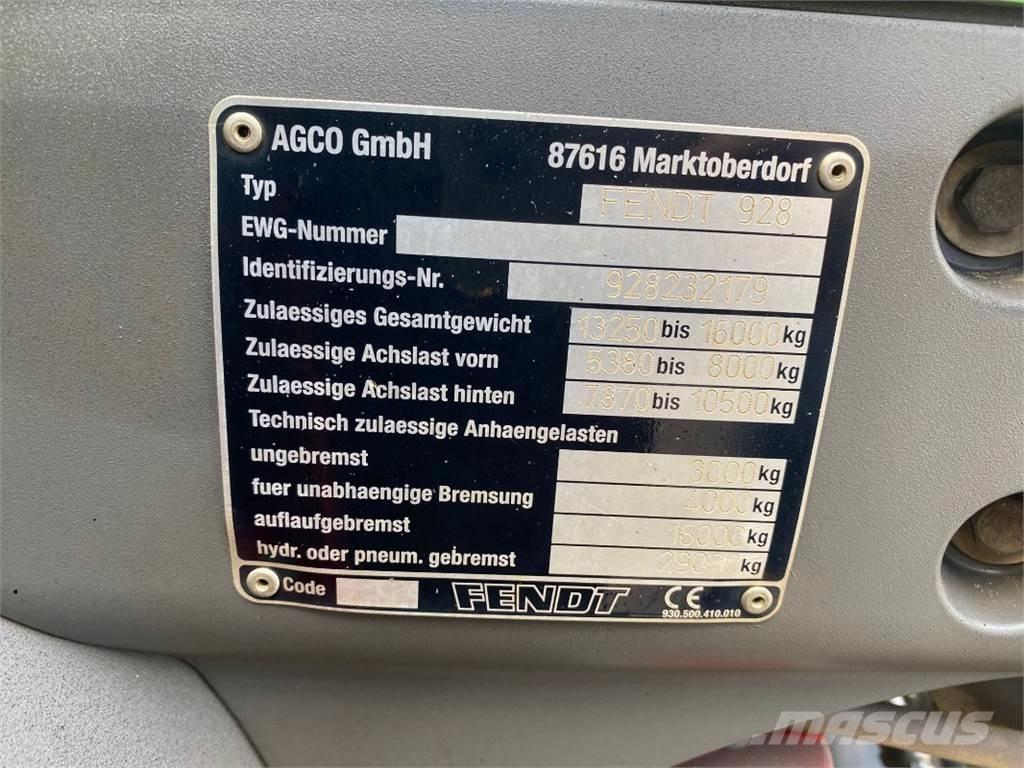 AGCO GmbH 87616 Marktoberdorf
Typ FENDT 928
EWG-Nummer
Identifizierungs-Nr. 928232179
Zulaessiges Gesamtgewicht 13250 bis 16000 kg
Zulaessige Achslast vorn 5380 bis 8000 kg
Zulaessige Achslast hinten 7870 bis 10500 kg
Technisch zulaessige Anhaengelasten
ungebremst 3000 kg
fuer unabhaengige Bremsung 4000 kg
auflaufgebremst 16000 kg
hydr. oder pneum. gebremst kg
Code FENDT CE
930.500.410.010
MASCUS